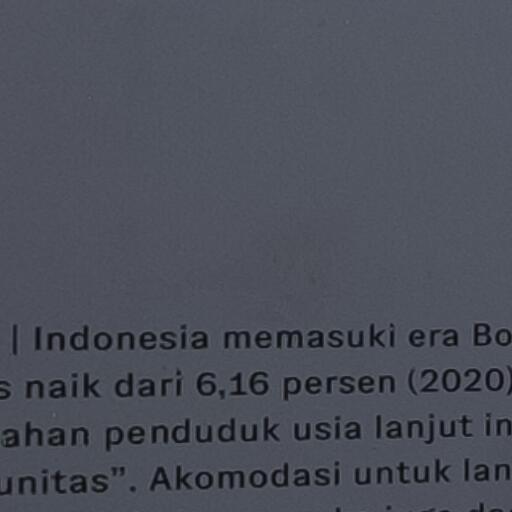 | Indonesia memasuki era Bo
s naik dari 6,16 persen (2020)
ahan penduduk usia lanjut in
unitas”. Akomodasi untuk lan